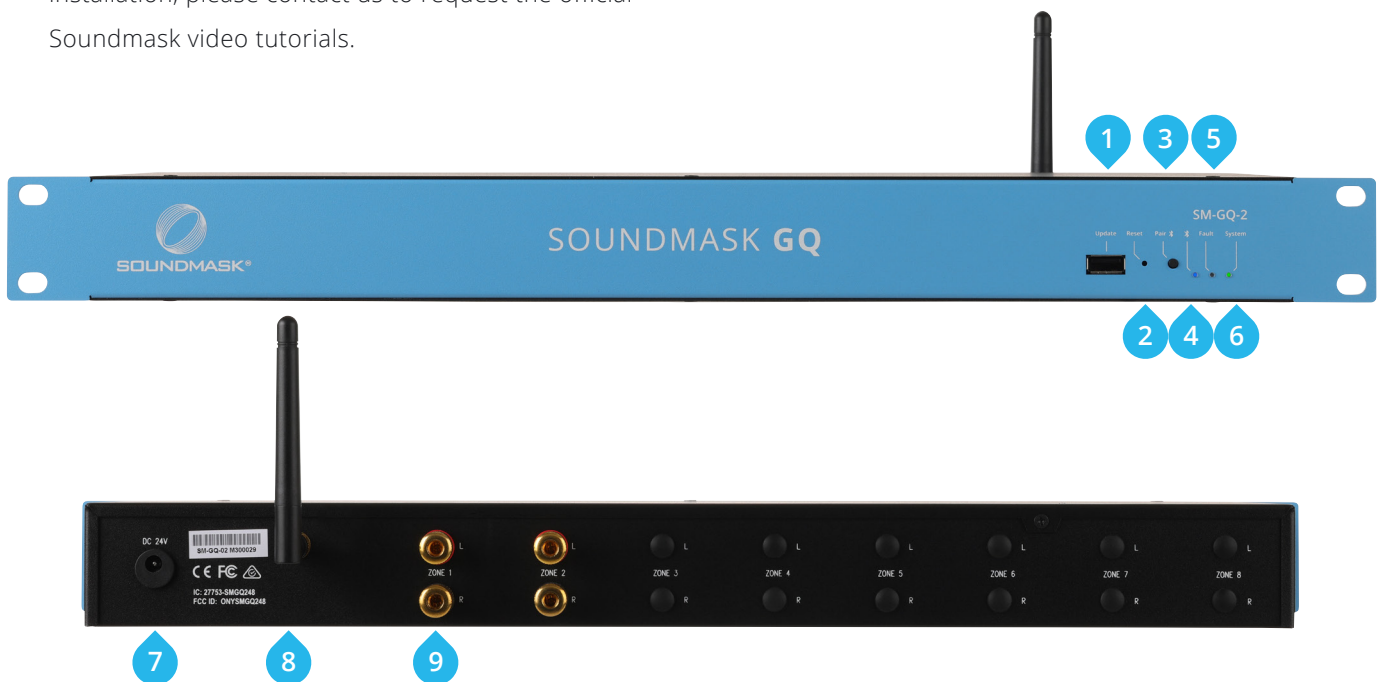 Soundmask video tutorials.
1 3 5
SM-GQ-2
Update Reset Pair Fault System
SOUNDMASK GQ
SOUNDMASK®
2 4 6
DC 24V
SM-GQ-02 M300029
CE FC
IC: 27753-SMGQ248
FCC ID: ONYSMGQ248
L L L L L L L L
ZONE 1 ZONE 2 ZONE 3 ZONE 4 ZONE 5 ZONE 6 ZONE 7 ZONE 8
R R R R R R R R
7 8 9